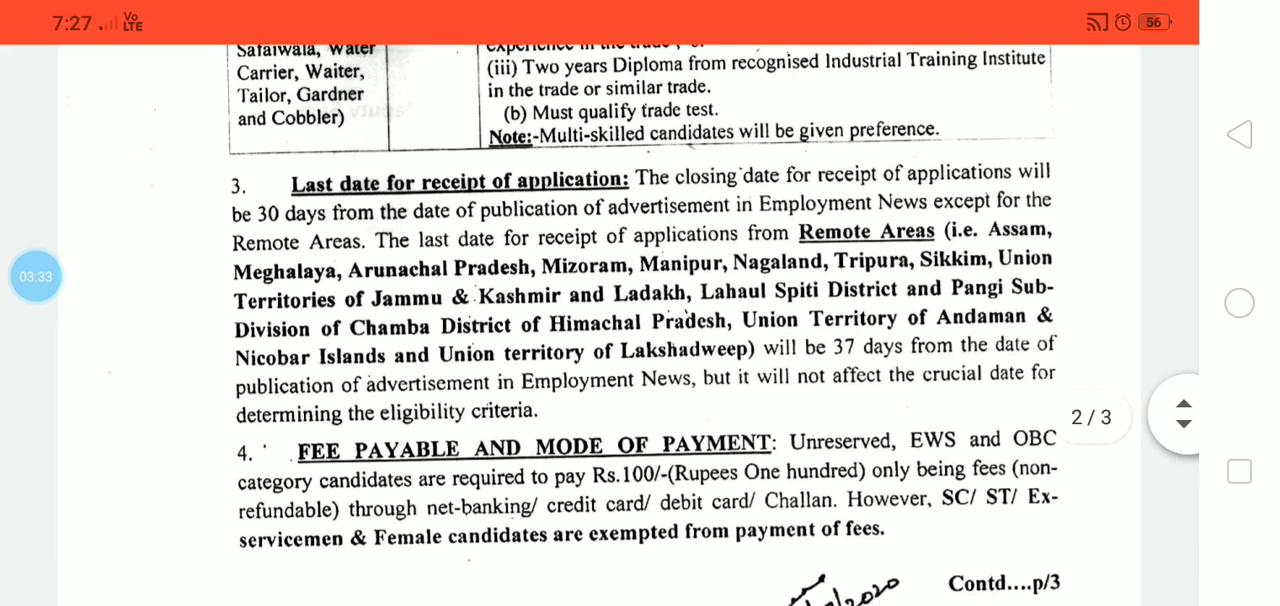 7:27
Vo
LTE
56
Safaiwala, Water
Carrier, Waiter,
Tailor, Gardner
and Cobbler)
(iii) Two years Diploma from recognised Industrial Training Institute
in the trade or similar trade.
(b) Must qualify trade test.
Note:-Multi-skilled candidates will be given preference.
3. Last date for receipt of application: The closing date for receipt of applications will
be 30 days from the date of publication of advertisement in Employment News except for the
Remote Areas. The last date for receipt of applications from Remote Areas (i.e. Assam,
Meghalaya, Arunachal Pradesh, Mizoram, Manipur, Nagaland, Tripura, Sikkim, Union
Territories of Jammu & Kashmir and Ladakh, Lahaul Spiti District and Pangi Sub-
Division of Chamba District of Himachal Pradesh, Union Territory of Andaman &
Nicobar Islands and Union territory of Lakshadweep) will be 37 days from the date of
publication of advertisement in Employment News, but it will not affect the crucial date for
determining the eligibility criteria.
03:33
2/3
4. FEE PAYABLE AND MODE OF PAYMENT: Unreserved, EWS and OBC
category candidates are required to pay Rs.100/-(Rupees One hundred) only being fees (non-
refundable) through net-banking/ credit card/ debit card/ Challan. However, SC/ ST/ Ex-
servicemen & Female candidates are exempted from payment of fees.
2020
Contd....p/3